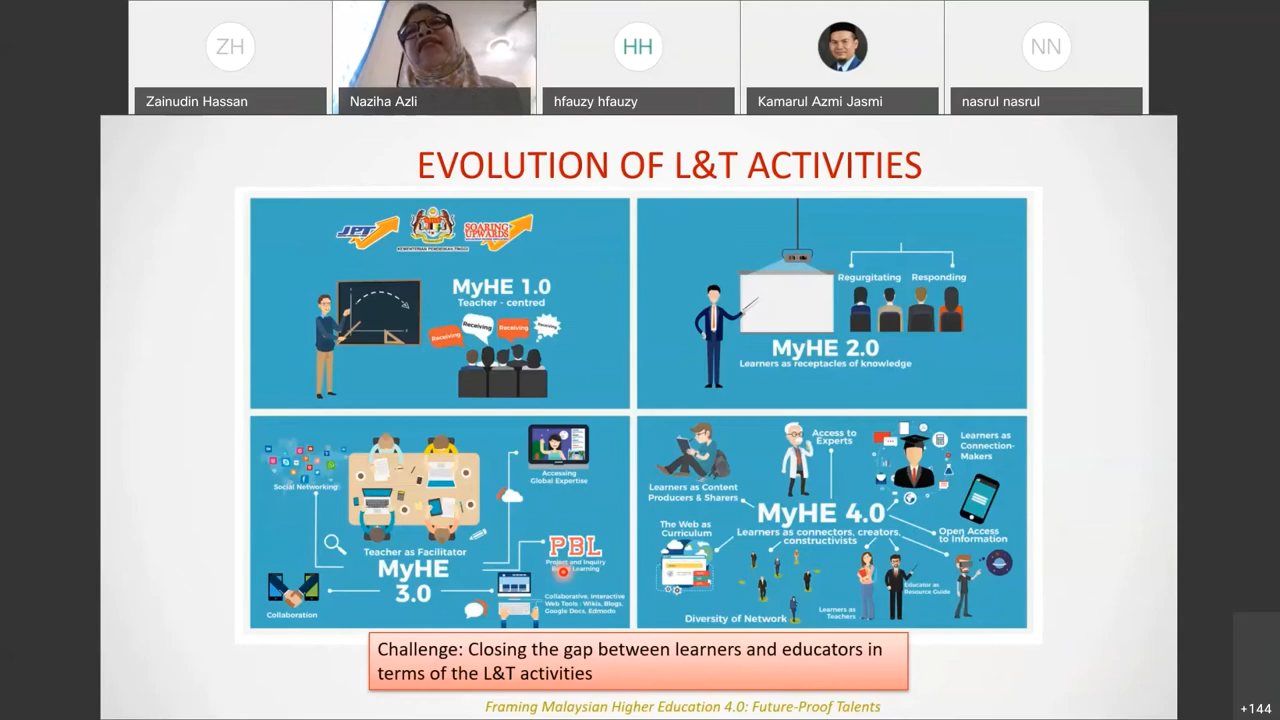 ZH
HH
NN
Zainudin Hassan
Naziha Azli
hfauzy hfauzy
Kamarul Azmi Jasmi
nasrul nasrul
EVOLUTION OF L&T ACTIVITIES
JPT
SOARING
UPWARDS
KEMENTERIAN PENDIDIKAN TINGGI
MyHE 1.0
Teacher - centred
Receiving
Receiving
Receiving
Receiving
Regurgitating
Responding
MyHE 2.0
Learners as receptacles of knowledge
Social Networking
Accessing
Global Expertise
Teacher as Facilitator
MyHE
3.0
PBL
Project and Inquiry
Based Learning
Collaboration
Collaborative, Interactive
Web Tools : Wikis, Blogs,
Google Docs, Edmodo
Learners as Content
Producers & Sharers
Access to
Experts
Learners as
Connection-
Makers
MyHE 4.0
Learners as connectors, creators,
constructivists
The Web as
Curriculum
Open Access
to Information
Diversity of Network
Learners as
Teachers
Educator as
Resource Guide
Challenge: Closing the gap between learners and educators in
terms of the L&T activities
Framing Malaysian Higher Education 4.0: Future-Proof Talents
+144